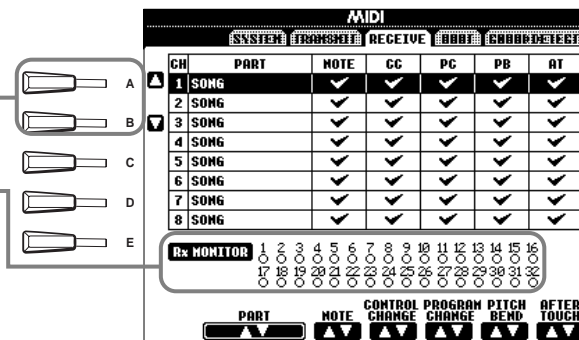 MIDI
SYSTEM TRANSMIT RECEIVE ROOT CHORD DETECT
CH PART NOTE CC PC PB AT
A 1 SONG
2 SONG
B 3 SONG
4 SONG
C 5 SONG
6 SONG
D 7 SONG
8 SONG
E Rx MONITOR 1 2 3 4 5 6 7 8 9 10 11 12 13 14 15 16
17 18 19 20 21 22 23 24 25 26 27 28 29 30 31 32
PART NOTE CONTROL CHANGE PROGRAM CHANGE PITCH BEND AFTER TOUCH